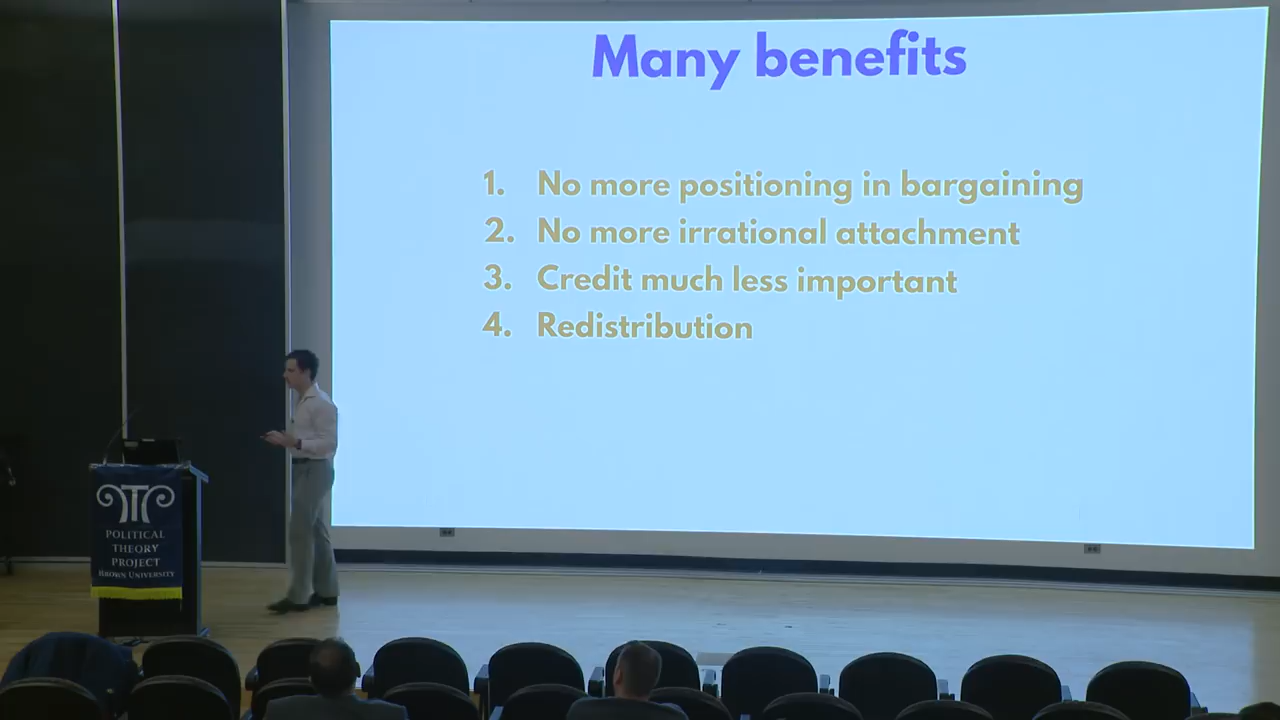 Many benefits
1. No more positioning in bargaining
2. No more irrational attachment
3. Credit much less important
4. Redistribution
POLITICAL
THEORY
PROJECT
BROWN UNIVERSITY